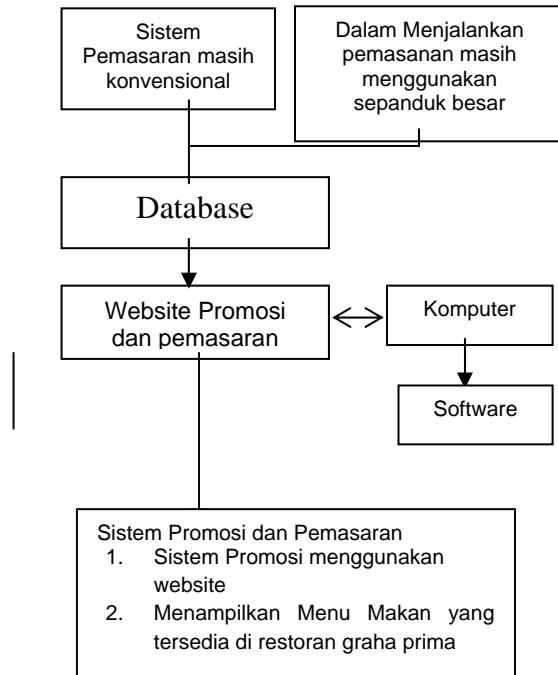 Sistem
Pemasaran masih
konvensional
Dalam Menjalankan
pemasanan masih
menggunakan
sepanduk besar
Database
Website Promosi
dan pemasaran
Komputer
Software
Sistem Promosi dan Pemasaran
1. Sistem Promosi menggunakan
website
2. Menampilkan Menu Makan yang
tersedia di restoran graha prima